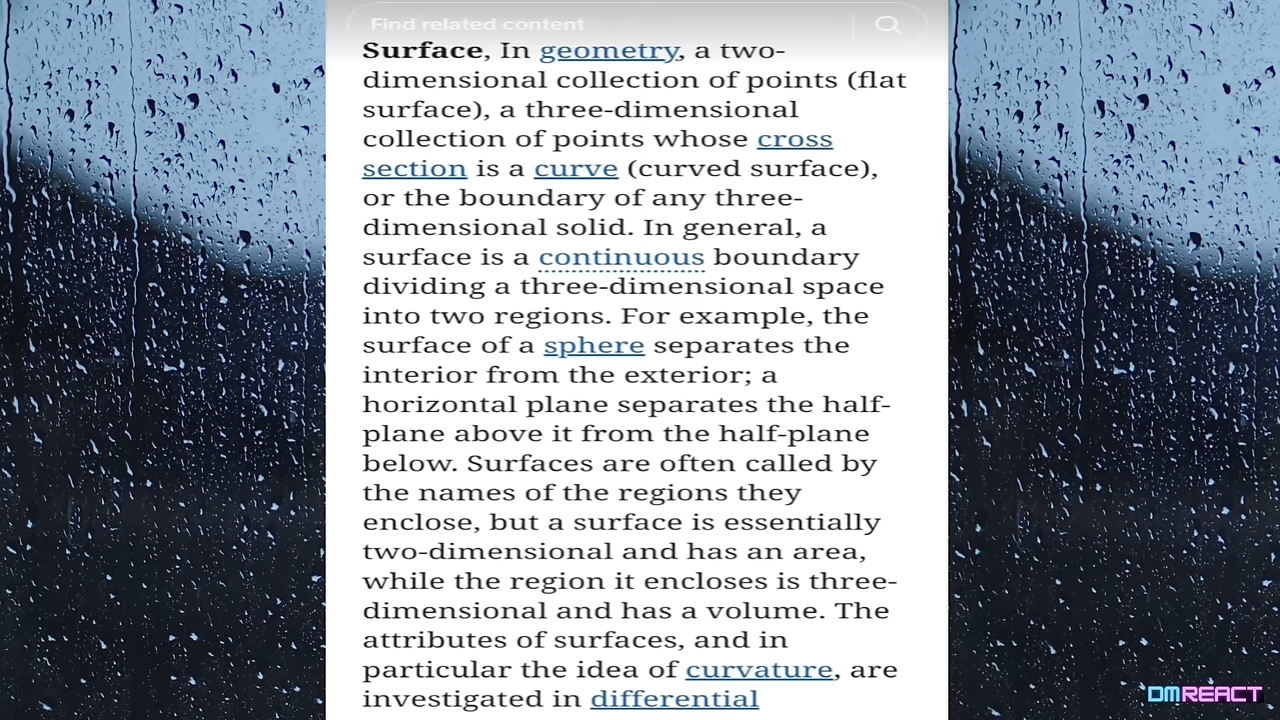 Find related content
Surface, In geometry, a two-
dimensional collection of points (flat
surface), a three-dimensional
collection of points whose cross
section is a curve (curved surface),
or the boundary of any three-
dimensional solid. In general, a
surface is a continuous boundary
dividing a three-dimensional space
into two regions. For example, the
surface of a sphere separates the
interior from the exterior; a
horizontal plane separates the half-
plane above it from the half-plane
below. Surfaces are often called by
the names of the regions they
enclose, but a surface is essentially
two-dimensional and has an area,
while the region it encloses is three-
dimensional and has a volume. The
attributes of surfaces, and in
particular the idea of curvature, are
investigated in differential
DMREACT